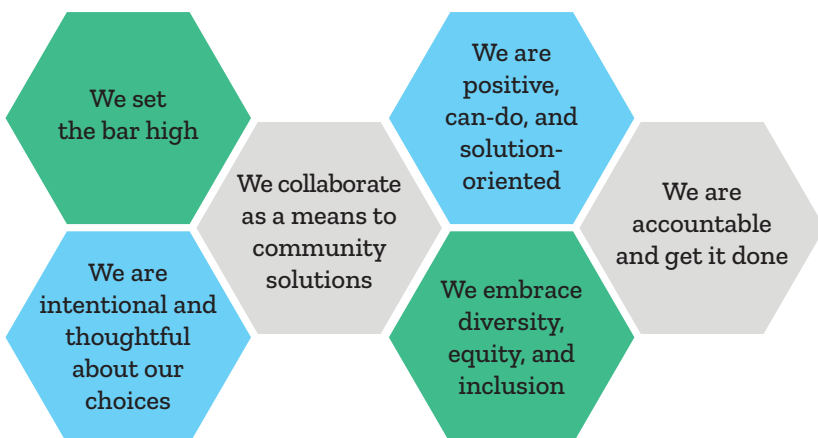 We set
the bar high
We are
intentional and
thoughtful
about our
choices
We collaborate
as a means to
community
solutions
We are
positive,
can-do, and
solution-
oriented
We embrace
diversity,
equity, and
inclusion
We are
accountable
and get it done